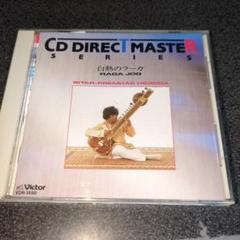 CD DIRECT MASTER
SERIES
白熱のラーガ
RAGA JOG
Victor